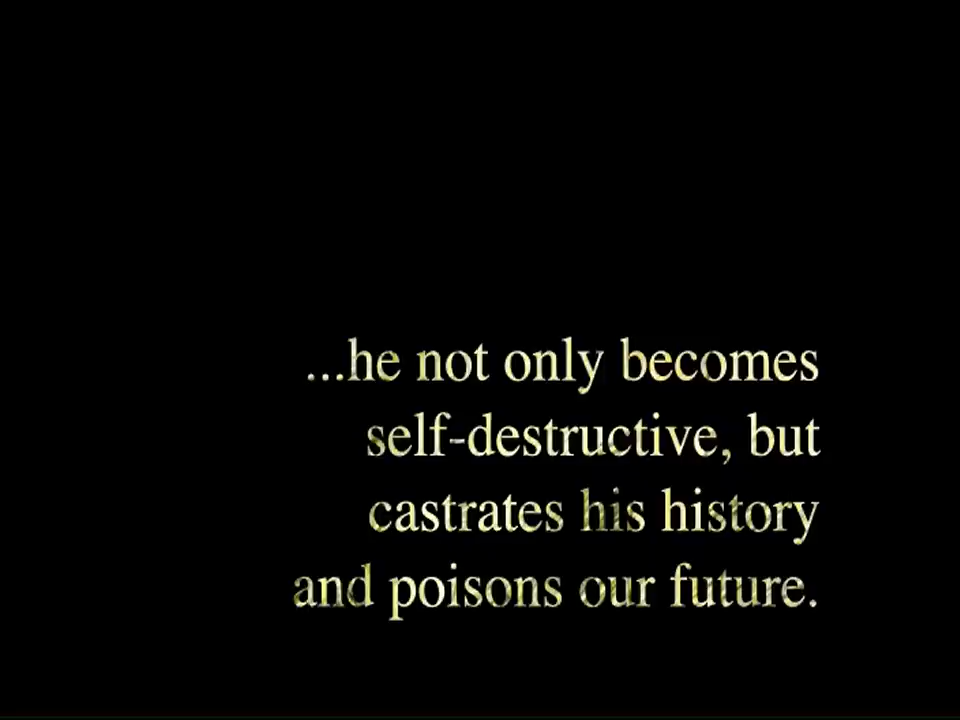 ...he not only becomes
self-destructive, but
castrates his history
and poisons our future.